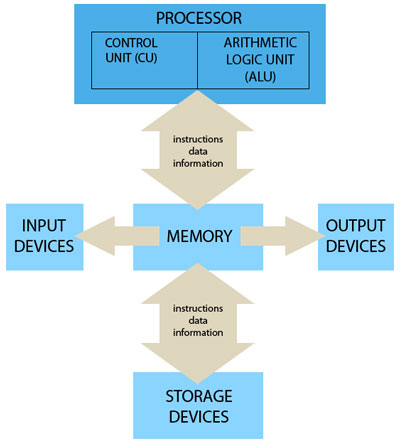 PROCESSOR
CONTROL
UNIT (CU)
ARITHMETIC
LOGIC UNIT
(ALU)
instructions
data
information
INPUT
DEVICES
MEMORY
OUTPUT
DEVICES
instructions
data
information
STORAGE
DEVICES